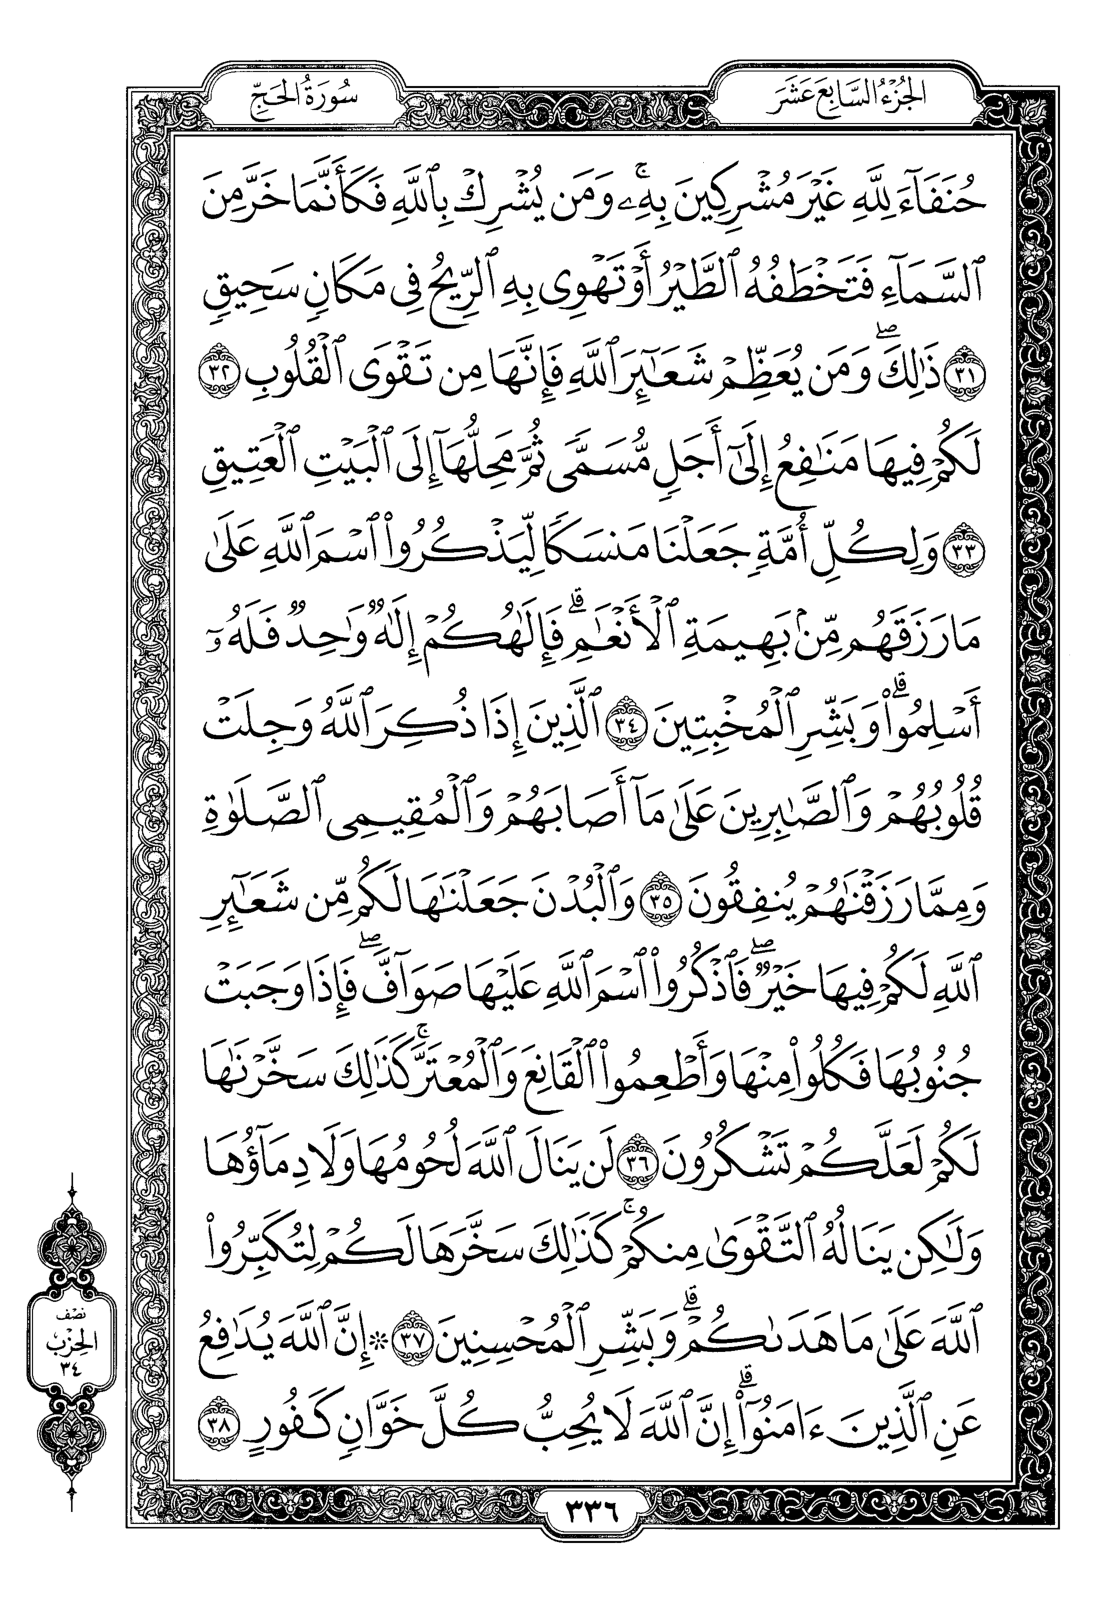 الجُزْءُ السَّابِعَ عَشَرَ
سُورَةُ الحَجِّ
حُنَفَآءَ لِلَّهِ غَيْرَ مُشْرِكِينَ بِهِۦۚ وَمَن يُشْرِكْ بِٱللَّهِ فَكَأَنَّمَا خَرَّ مِنَ
ٱلسَّمَآءِ فَتَخْطَفُهُ ٱلطَّيْرُ أَوْ تَهْوِى بِهِ ٱلرِّيحُ فِى مَكَانٍ سَحِيقٍ
٣١ ذَٰلِكَۖ وَمَن يُعَظِّمْ شَعَـٰٓئِرَ ٱللَّهِ فَإِنَّهَا مِن تَقْوَى ٱلْقُلُوبِ ٣٢
لَكُمْ فِيهَا مَنَـٰفِعُ إِلَىٰٓ أَجَلٍ مُّسَمًّى ثُمَّ مَحِلُّهَآ إِلَى ٱلْبَيْتِ ٱلْعَتِيقِ
٣٣ وَلِكُلِّ أُمَّةٍ جَعَلْنَا مَنسَكًا لِّيَذْكُرُوا۟ ٱسْمَ ٱللَّهِ عَلَىٰ
مَا رَزَقَهُم مِّنۢ بَهِيمَةِ ٱلْأَنْعَـٰمِۗ فَإِلَـٰهُكُمْ إِلَـٰهٌ وَٰحِدٌ فَلَهُۥٓ
أَسْلِمُوا۟ۗ وَبَشِّرِ ٱلْمُخْبِتِينَ ٣٤ ٱلَّذِينَ إِذَا ذُكِرَ ٱللَّهُ وَجِلَتْ
قُلُوبُهُمْ وَٱلصَّـٰبِرِينَ عَلَىٰ مَآ أَصَابَهُمْ وَٱلْمُقِيمِى ٱلصَّلَوٰةِ
وَمِمَّا رَزَقْنَـٰهُمْ يُنفِقُونَ ٣٥ وَٱلْبُدْنَ جَعَلْنَـٰهَا لَكُم مِّن شَعَـٰٓئِرِ
ٱللَّهِ لَكُمْ فِيهَا خَيْرٌۖ فَٱذْكُرُوا۟ ٱسْمَ ٱللَّهِ عَلَيْهَا صَوَآفَّۖ فَإِذَا وَجَبَتْ
جُنُوبُهَا فَكُلُوا۟ مِنْهَا وَأَطْعِمُوا۟ ٱلْقَانِعَ وَٱلْمُعْتَرَّۚ كَذَٰلِكَ سَخَّرْنَـٰهَا
لَكُمْ لَعَلَّكُمْ تَشْكُرُونَ ٣٦ لَن يَنَالَ ٱللَّهَ لُحُومُهَا وَلَا دِمَآؤُهَا
وَلَـٰكِن يَنَالُهُ ٱلتَّقْوَىٰ مِنكُمْۚ كَذَٰلِكَ سَخَّرَهَا لَكُمْ لِتُكَبِّرُوا۟
ٱللَّهَ عَلَىٰ مَا هَدَىٰكُمْۗ وَبَشِّرِ ٱلْمُحْسِنِينَ ٣٧ ۞ إِنَّ ٱللَّهَ يُدَٰفِعُ
عَنِ ٱلَّذِينَ ءَامَنُوٓا۟ۗ إِنَّ ٱللَّهَ لَا يُحِبُّ كُلَّ خَوَّانٍ كَفُورٍ ٣٨
نصف
الحزب
٣٤
٣٣٦